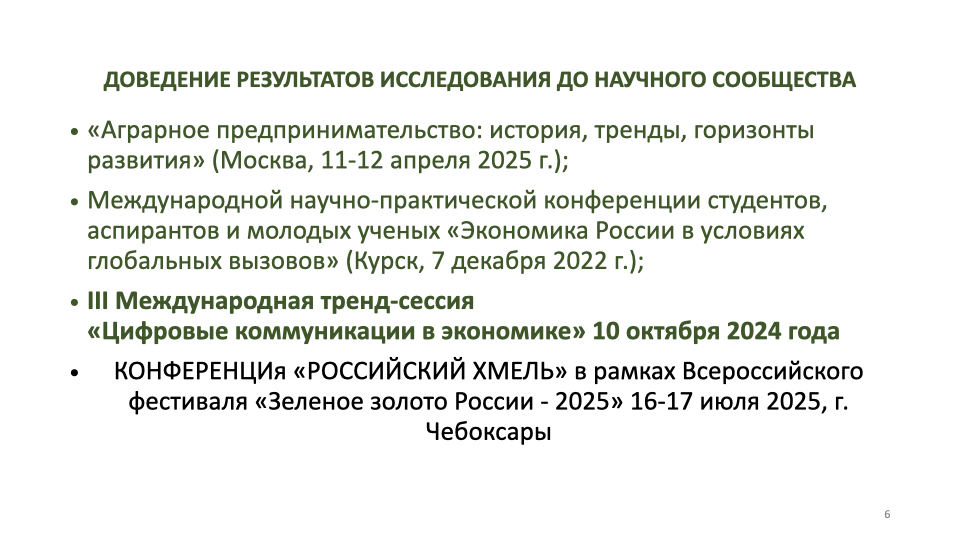 ДОВЕДЕНИЕ РЕЗУЛЬТАТОВ ИССЛЕДОВАНИЯ ДО НАУЧНОГО СООБЩЕСТВА
• «Аграрное предпринимательство: история, тренды, горизонты
развития» (Москва, 11-12 апреля 2025 г.);
• Международной научно-практической конференции студентов,
аспирантов и молодых ученых «Экономика России в условиях
глобальных вызовов» (Курск, 7 декабря 2022 г.);
• III Международная тренд-сессия
«Цифровые коммуникации в экономике» 10 октября 2024 года
• КОНФЕРЕНЦИя «РОССИЙСКИЙ ХМЕЛЬ» в рамках Всероссийского
фестиваля «Зеленое золото России - 2025» 16-17 июля 2025, г.
Чебоксары
6